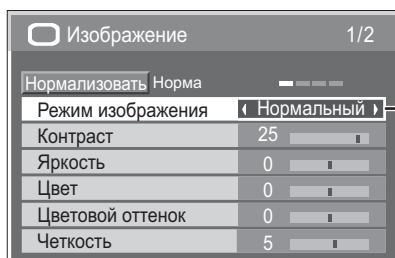 Изображение 1/2
Нормализовать Норма
Режим изображения Нормальный
Контраст 25
Яркость 0
Цвет 0
Цветовой оттенок 0
Четкость 5